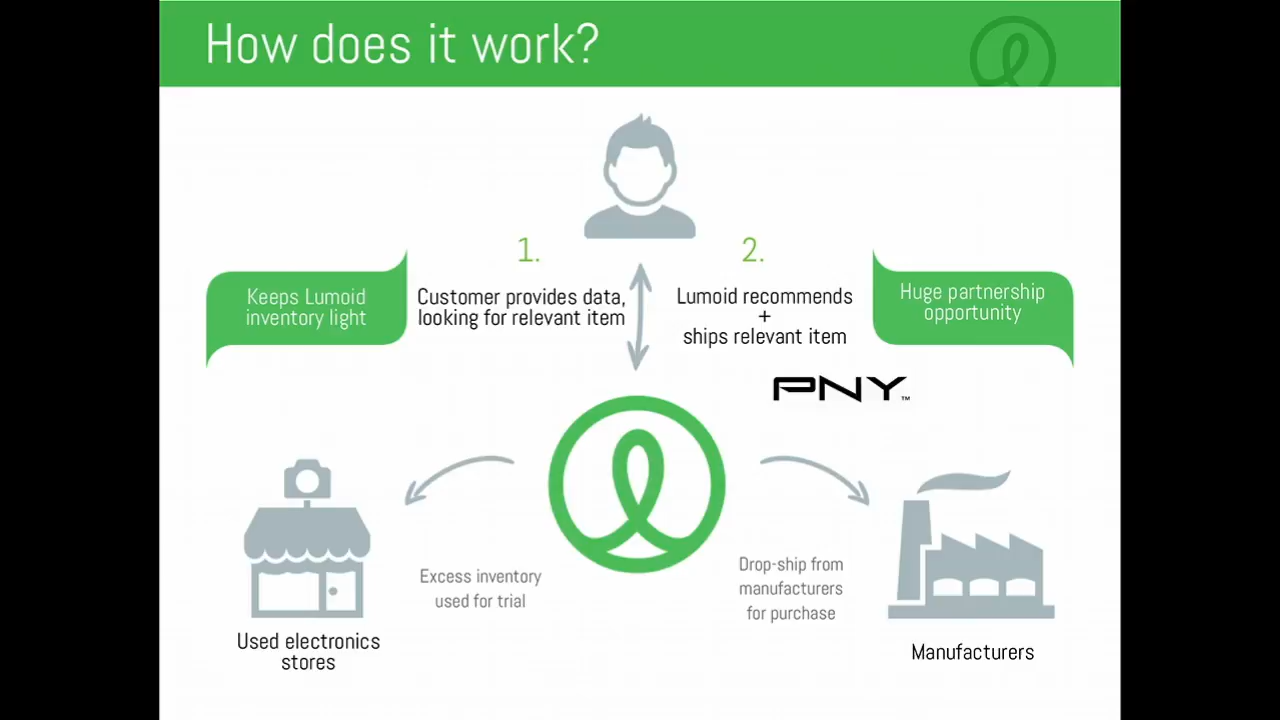 How does it work?
1.
2.
Keeps Lumoid
inventory light
Customer provides data,
looking for relevant item
Lumoid recommends
+
ships relevant item
Huge partnership
opportunity
PNY™
Excess inventory
used for trial
Drop-ship from
manufacturers
for purchase
Used electronics
stores
Manufacturers